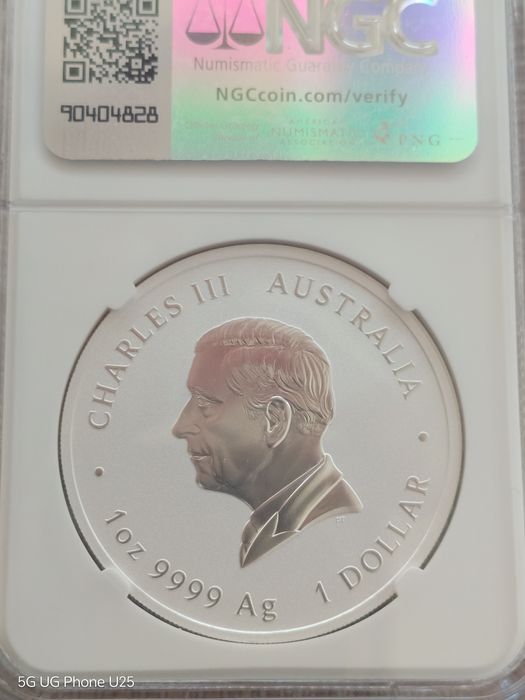 NGC
Numismatic Guaranty Company
90404828
NGCcoin.com/verify
AMERICAN
NUMISMATIC
ASSOCIATION
PNG
CHARLES III AUSTRALIA
1oz 9999 Ag 1 DOLLAR
5G UG Phone U25